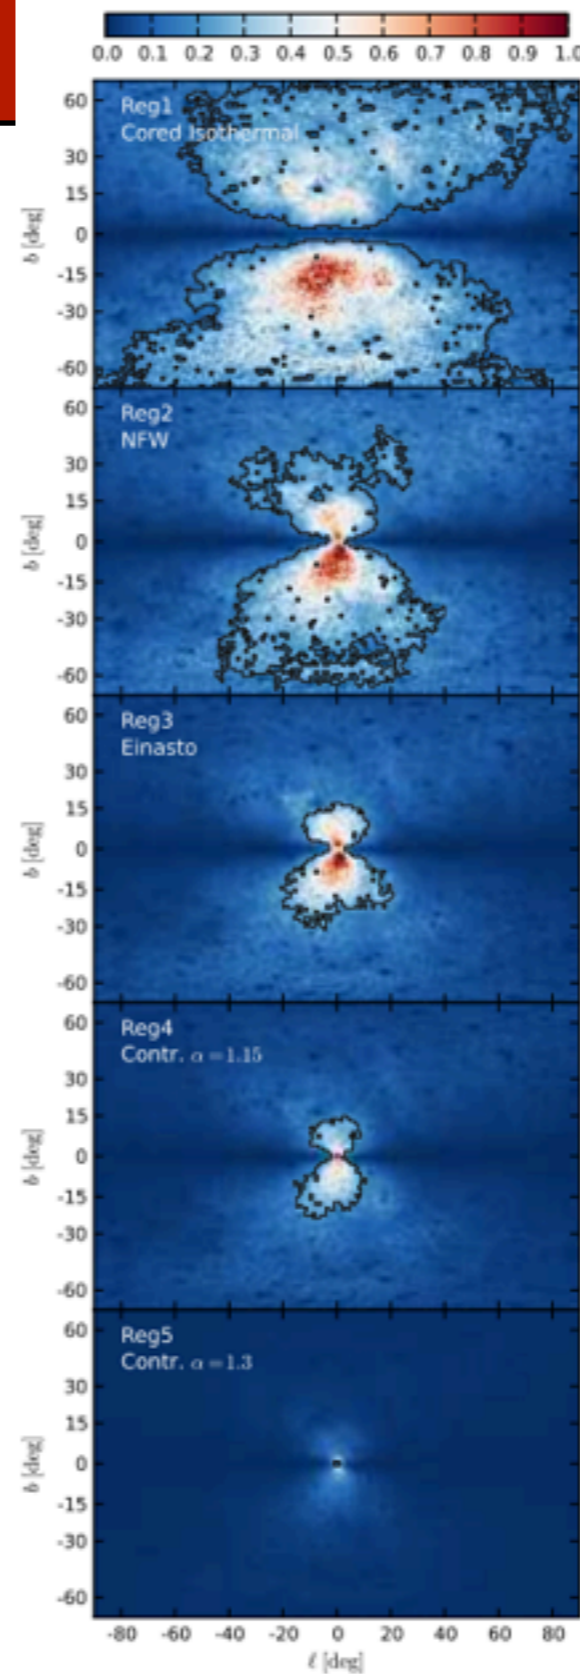 0.0 0.1 0.2 0.3 0.4 0.5 0.6 0.7 0.8 0.9 1.0
Reg1
Cored Isothermal
60
30
15
0
-15
-30
-60
b [deg]
Reg2
NFW
60
30
15
0
-15
-30
-60
b [deg]
Reg3
Einasto
60
30
15
0
-15
-30
-60
b [deg]
Reg4
Contr. α=1.15
60
30
15
0
-15
-30
-60
b [deg]
Reg5
Contr. α=1.3
60
30
15
0
-15
-30
-60
b [deg]
-80 -60 -40 -20 0 20 40 60 80
ℓ [deg]